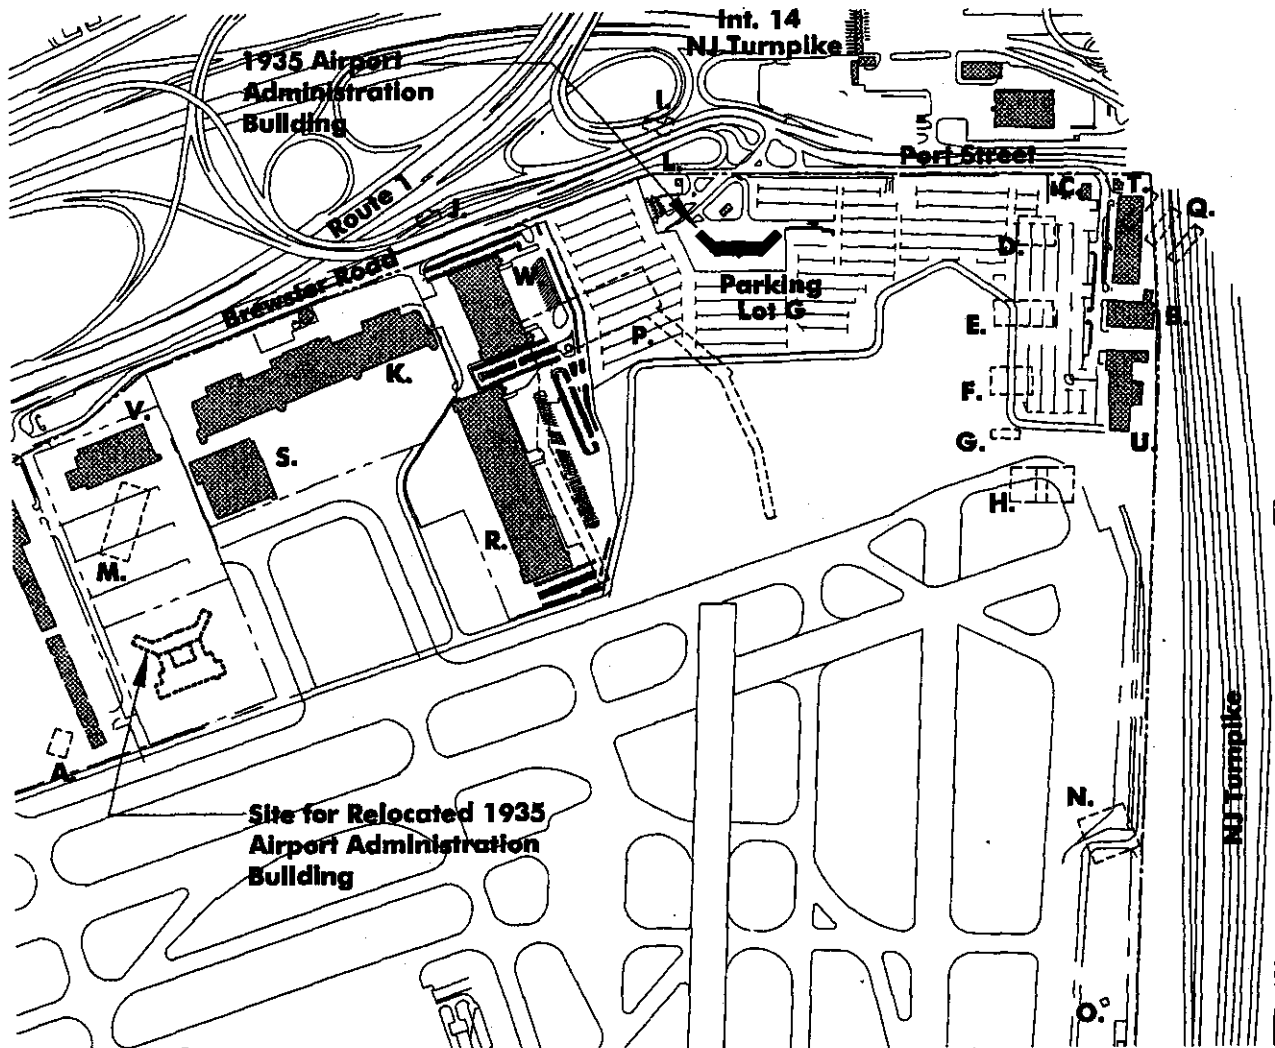 Int. 14
NJ Turnpike
1935 Airport
Administration
Building
I.
L.
Port Street
C.
T.
Q.
Route 1
J.
D.
W
Brewster Road
Parking
Lot G
E.
B.
P.
K.
F.
V.
G.
U.
S.
H.
R.
M.
NJ Turnpike
A.
N.
Site for Relocated 1935
Airport Administration
Building
O.